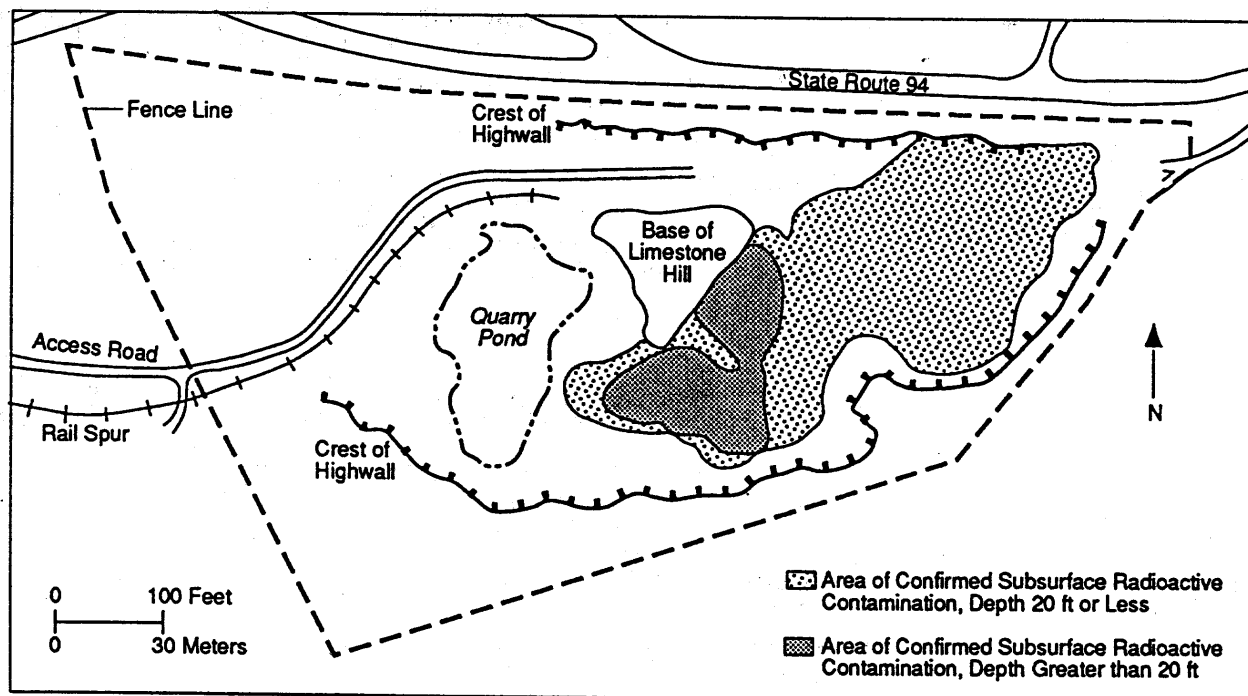 State Route 94
Fence Line
Crest of
Highwall
Base of
Limestone
Hill
Quarry
Pond
Access Road
Rail Spur
Crest of
Highwall
N
0 100 Feet
0 30 Meters
Area of Confirmed Subsurface Radioactive
Contamination, Depth 20 ft or Less
Area of Confirmed Subsurface Radioactive
Contamination, Depth Greater than 20 ft